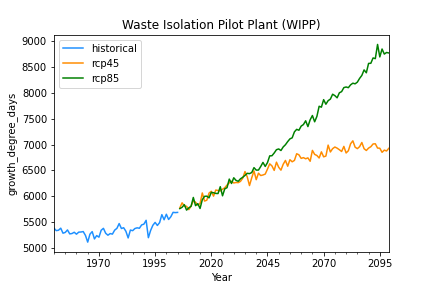 Waste Isolation Pilot Plant (WIPP)
historical
rcp45
rcp85
growth_degree_days
9000
8500
8000
7500
7000
6500
6000
5500
5000
1970
1995
2020
2045
2070
2095
Year